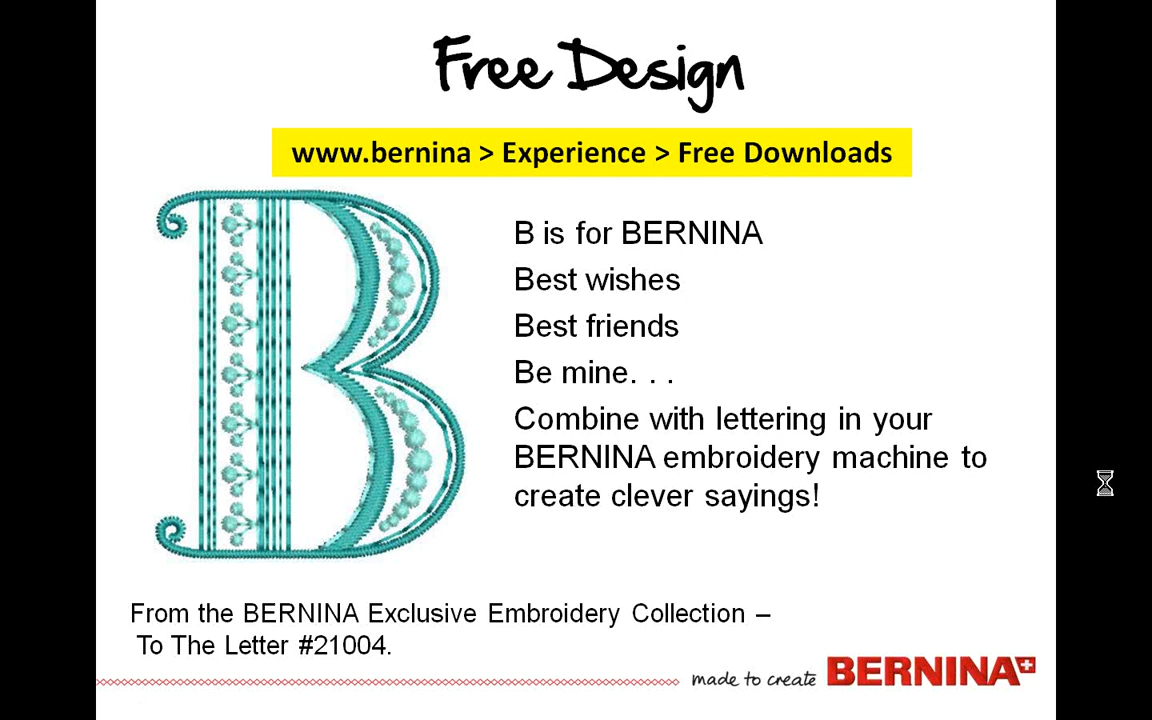 Free Design
www.bernina > Experience > Free Downloads
B
B is for BERNINA
Best wishes
Best friends
Be mine. . .
Combine with lettering in your
BERNINA embroidery machine to
create clever sayings!
From the BERNINA Exclusive Embroidery Collection –
To The Letter #21004.
made to create BERNINA